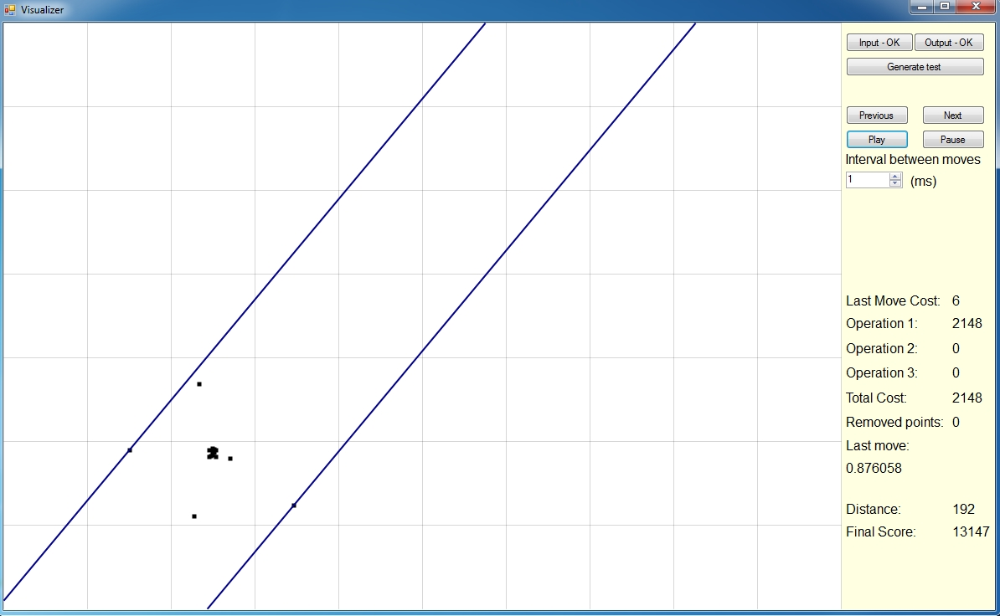 Visualizer
Input - OK Output - OK
Generate test
Previous Next
Play Pause
Interval between moves
1 (ms)
Last Move Cost: 6
Operation 1: 2148
Operation 2: 0
Operation 3: 0
Total Cost: 2148
Removed points: 0
Last move:
0.876058
Distance: 192
Final Score: 13147